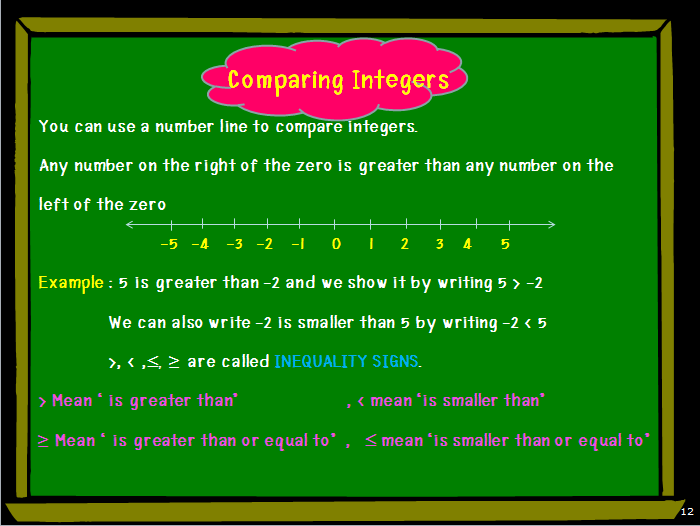 Comparing Integers
You can use a number line to compare integers.
Any number on the right of the zero is greater than any number on the
left of the zero
-5 -4 -3 -2 -1 0 1 2 3 4 5
Example : 5 is greater than -2 and we show it by writing 5 > -2
We can also write -2 is smaller than 5 by writing -2 < 5
>, < ,≤, ≥ are called INEQUALITY SIGNS.
> Mean ‘ is greater than’ , < mean ‘is smaller than’
≥ Mean ‘ is greater than or equal to’ , ≤ mean ‘is smaller than or equal to’
12